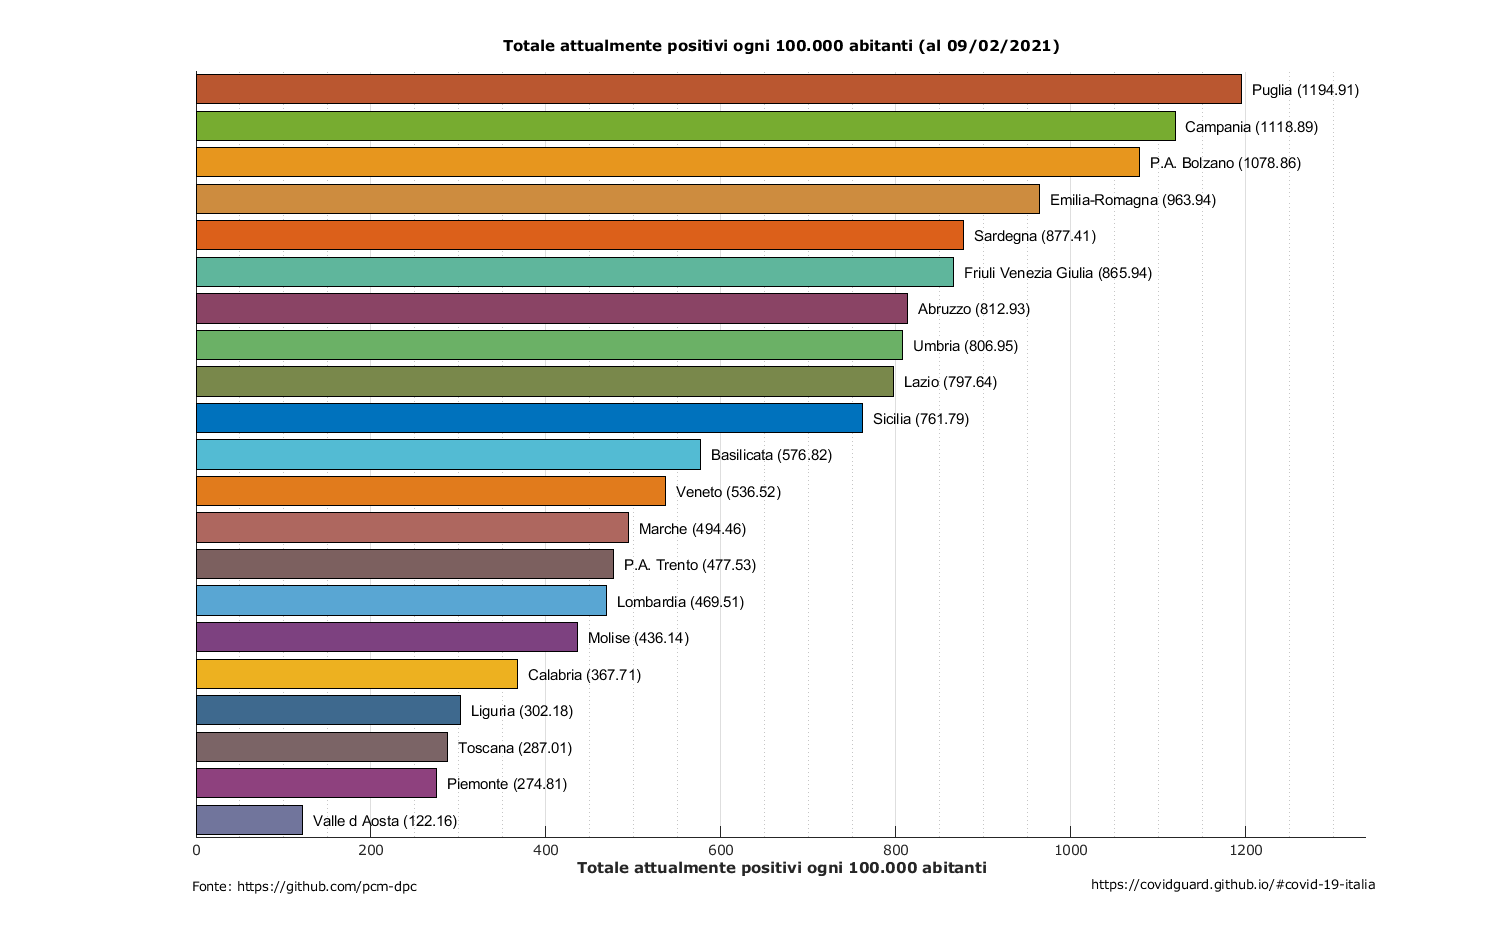 Totale attualmente positivi ogni 100.000 abitanti (al 09/02/2021)
Puglia (1194.91)
Campania (1118.89)
P.A. Bolzano (1078.86)
Emilia-Romagna (963.94)
Sardegna (877.41)
Friuli Venezia Giulia (865.94)
Abruzzo (812.93)
Umbria (806.95)
Lazio (797.64)
Sicilia (761.79)
Basilicata (576.82)
Veneto (536.52)
Marche (494.46)
P.A. Trento (477.53)
Lombardia (469.51)
Molise (436.14)
Calabria (367.71)
Liguria (302.18)
Toscana (287.01)
Piemonte (274.81)
Valle d Aosta (122.16)
0 200 400 600 800 1000 1200
Totale attualmente positivi ogni 100.000 abitanti
Fonte: https://github.com/pcm-dpc
https://covidguard.github.io/#covid-19-italia